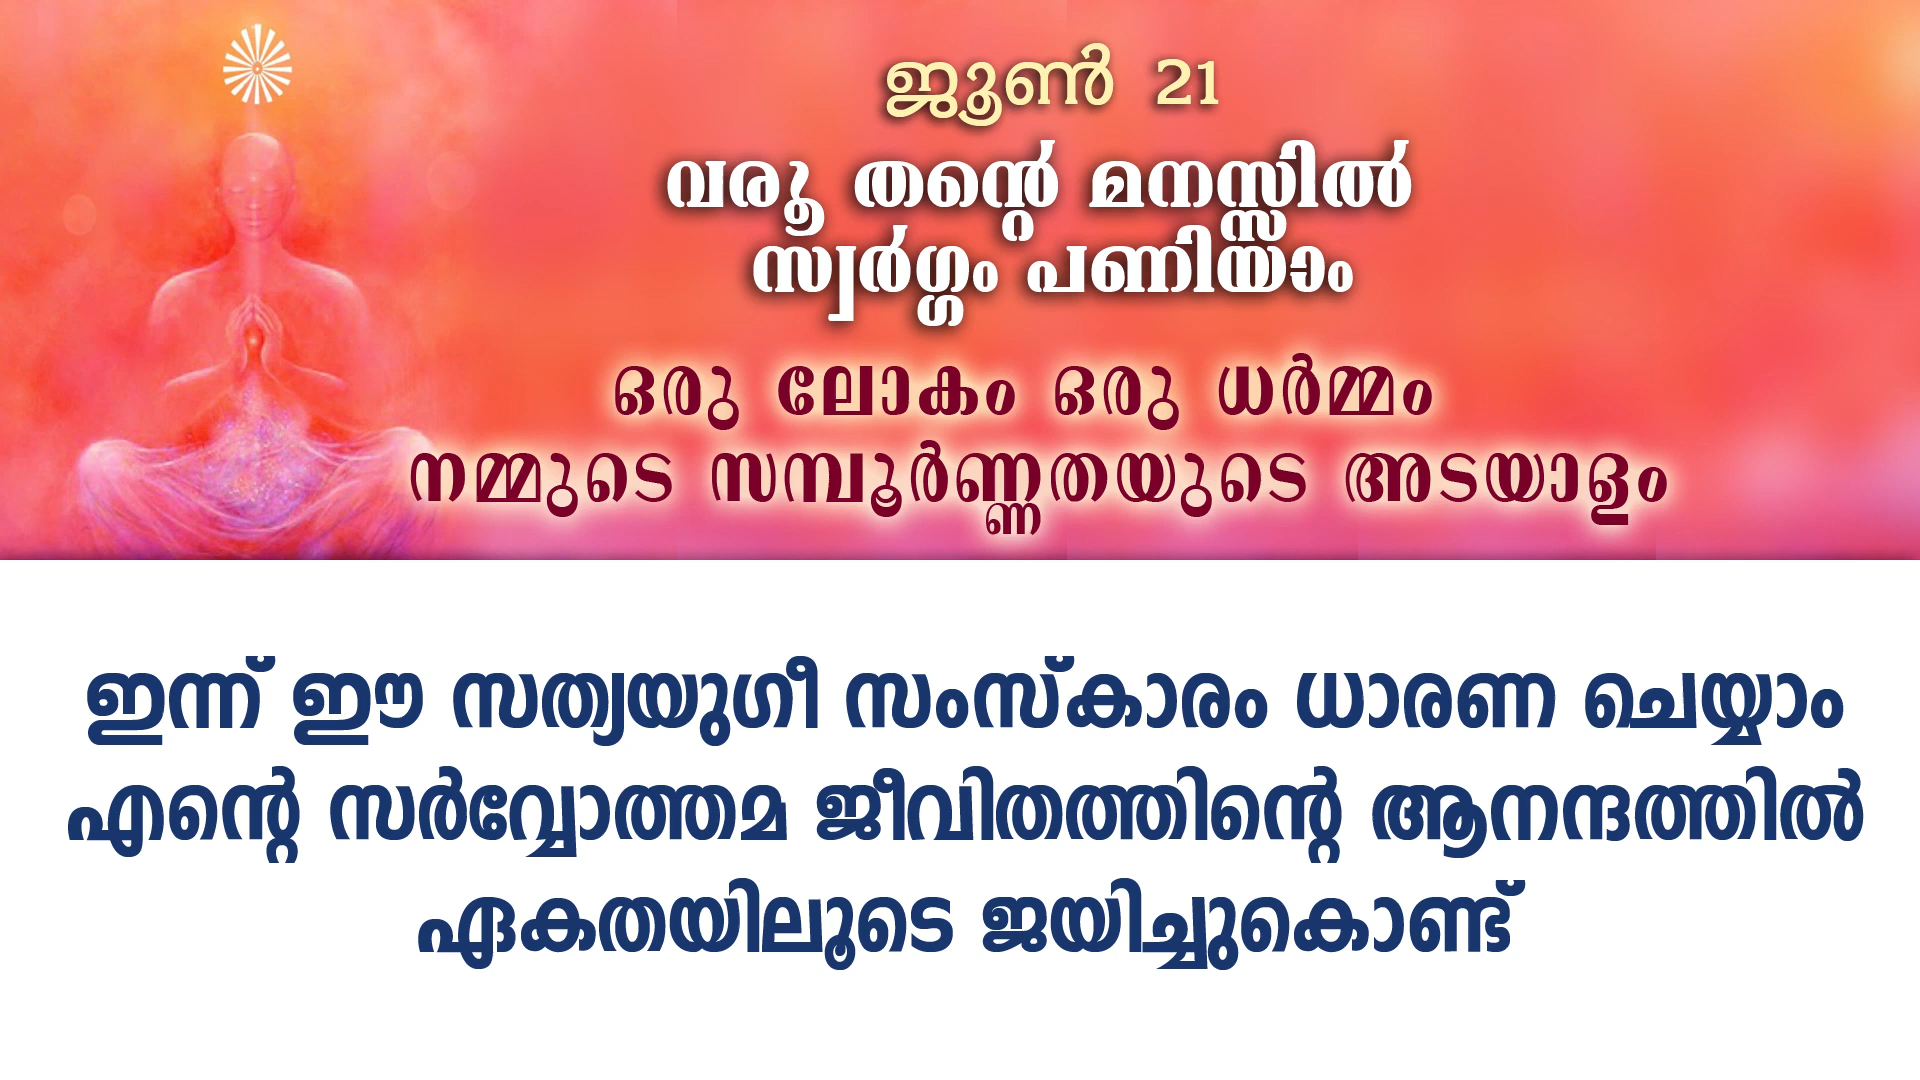 ജൂൺ 21
വരൂ തന്റെ മനസ്സിൽ
സ്വർഗ്ഗം പണിയാം
ഒരു ലോകം ഒരു ധർമ്മം
നമ്മുടെ സമ്പൂർണ്ണതയുടെ അടയാളം
ഇന്ന് ഈ സത്യയുഗീ സംസ്കാരം ധാരണ ചെയ്യാം
എന്റെ സർവ്വോത്തമ ജീവിതത്തിന്റെ ആനന്ദത്തിൽ
ഏകതയിലൂടെ ജയിച്ചുകൊണ്ട്